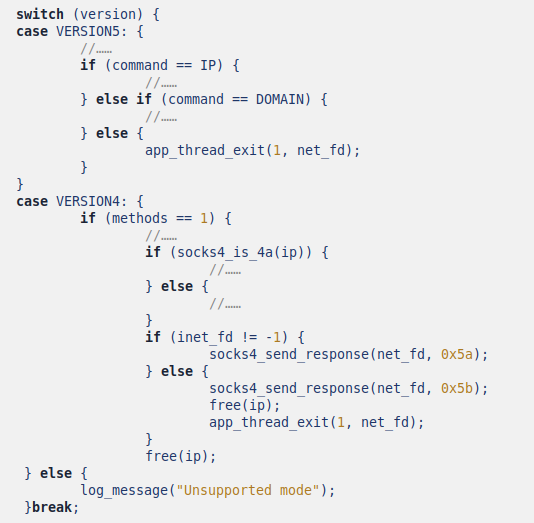 switch (version) {
case VERSION5: {
        //……
        if (command == IP) {
                //……
        } else if (command == DOMAIN) {
                //……
        } else {
                app_thread_exit(1, net_fd);
        }
}
case VERSION4: {
        if (methods == 1) {
                //……
                if (socks4_is_4a(ip)) {
                        //……
                } else {
                        //……
                }
                if (inet_fd != -1) {
                        socks4_send_response(net_fd, 0x5a);
                } else {
                        socks4_send_response(net_fd, 0x5b);
                        free(ip);
                        app_thread_exit(1, net_fd);
                }
                free(ip);
 } else {
        log_message("Unsupported mode");
 }break;